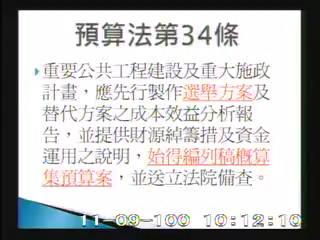 預算法第34條
重要公共工程建設及重大施政
計畫，應先行製作選舉方案及
替代方案之成本效益分析報
告，並提供財源綽籌措及資金
運用之說明，始得編列稿概算
集預算案，並送立法院備查。
11-09-100 10:12:10